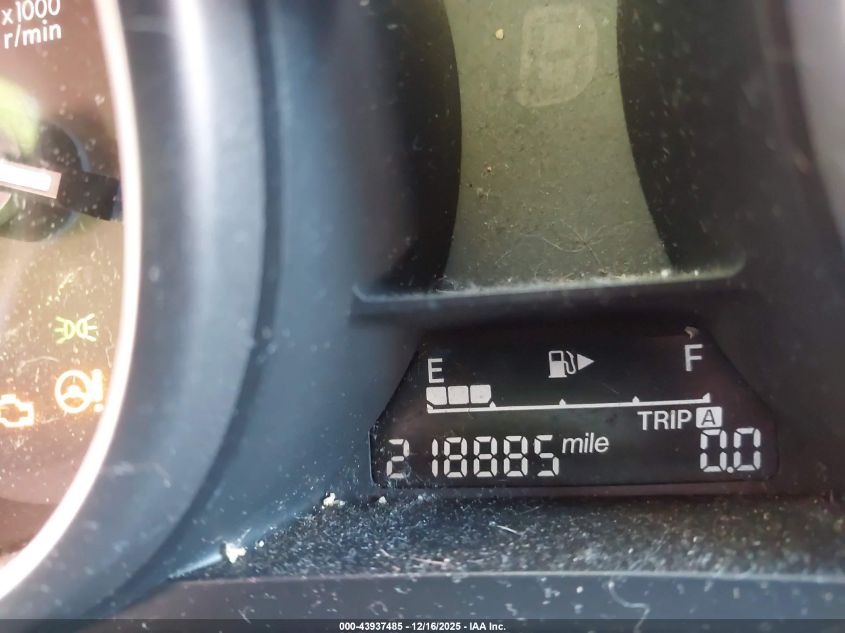 x1000
r/min
P
E F
TRIP A
218885 mile 0.0
000-43937485 - 12/16/2025 - IAA Inc.